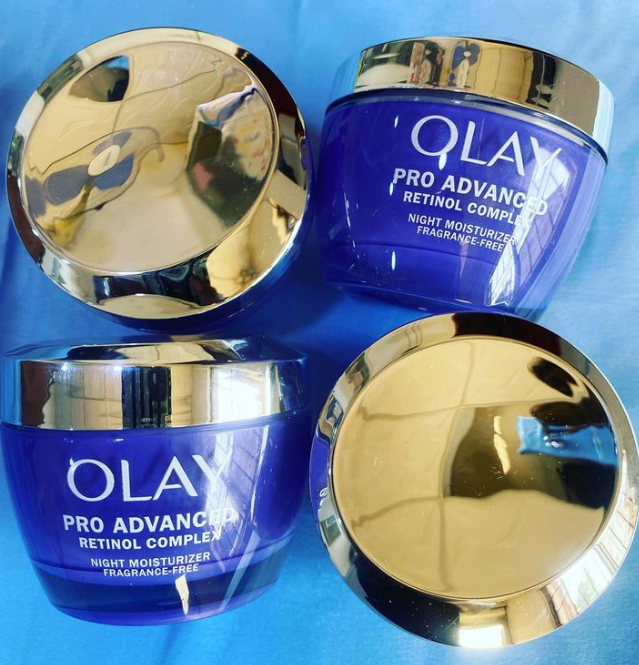 OLAY
PRO ADVANCED
RETINOL COMPLEX
NIGHT MOISTURIZER
FRAGRANCE-FREE
OLAY
PRO ADVANCED
RETINOL COMPLEX
NIGHT MOISTURIZER
FRAGRANCE-FREE